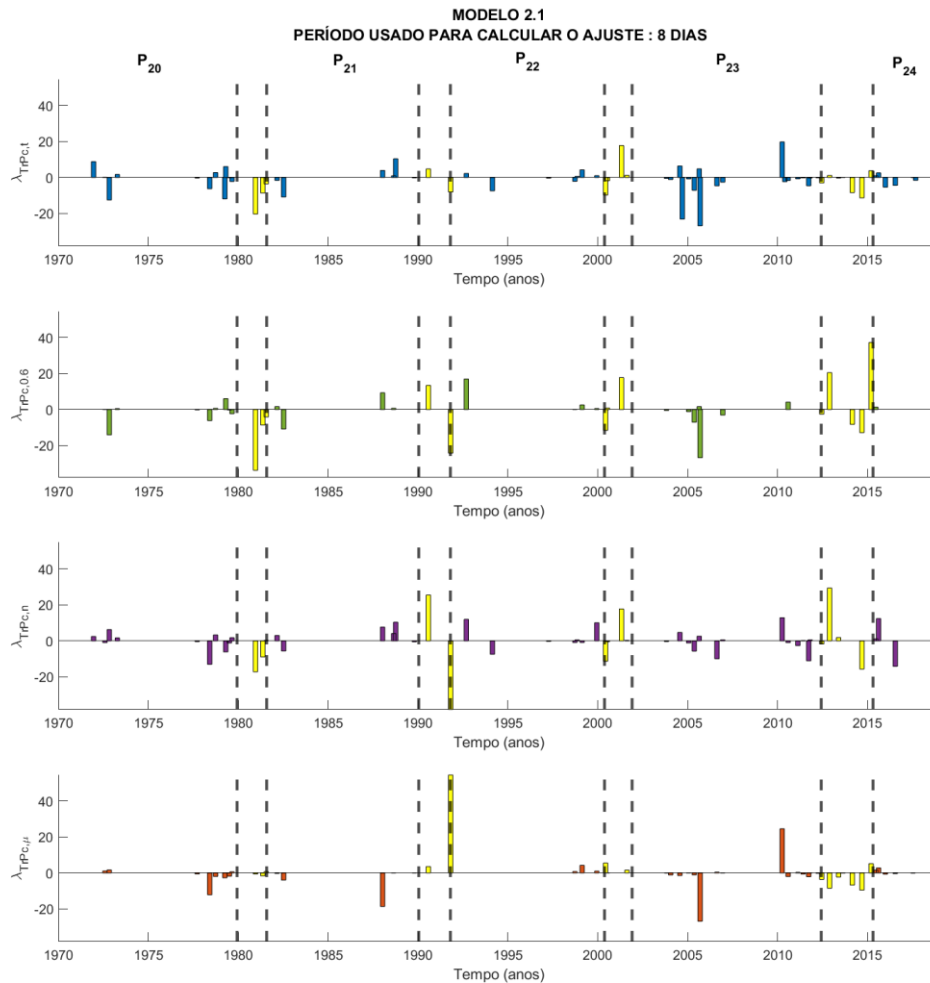 MODELO 2.1
PERÍODO USADO PARA CALCULAR O AJUSTE : 8 DIAS
P20 P21 P22 P23 P24
λTrPc,t
40
20
0
-20
1970 1975 1980 1985 1990 1995 2000 2005 2010 2015
Tempo (anos)
λTrPc,0.6
40
20
0
-20
1970 1975 1980 1985 1990 1995 2000 2005 2010 2015
Tempo (anos)
λTrPc,n
40
20
0
-20
1970 1975 1980 1985 1990 1995 2000 2005 2010 2015
Tempo (anos)
λTrPc,μ
40
20
0
-20
1970 1975 1980 1985 1990 1995 2000 2005 2010 2015
Tempo (anos)